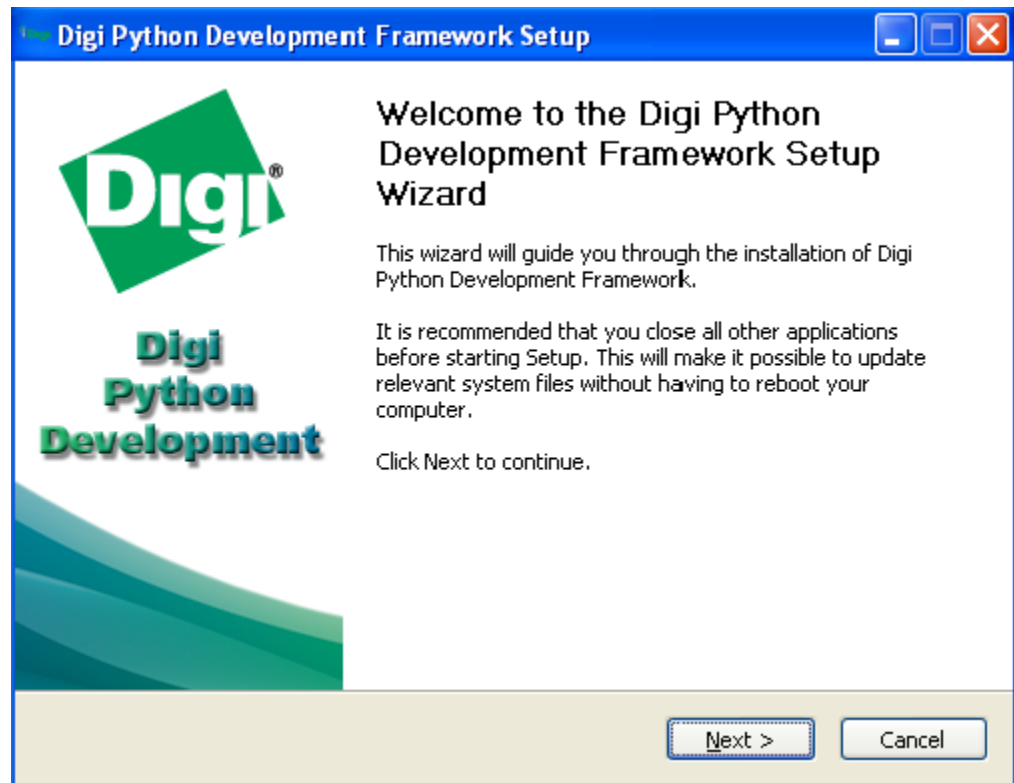 Digi Python Development Framework Setup
Digi®
Digi
Python
Development
Welcome to the Digi Python
Development Framework Setup
Wizard
This wizard will guide you through the installation of Digi
Python Development Framework.
It is recommended that you close all other applications
before starting Setup. This will make it possible to update
relevant system files without having to reboot your
computer.
Click Next to continue.
Next >
Cancel